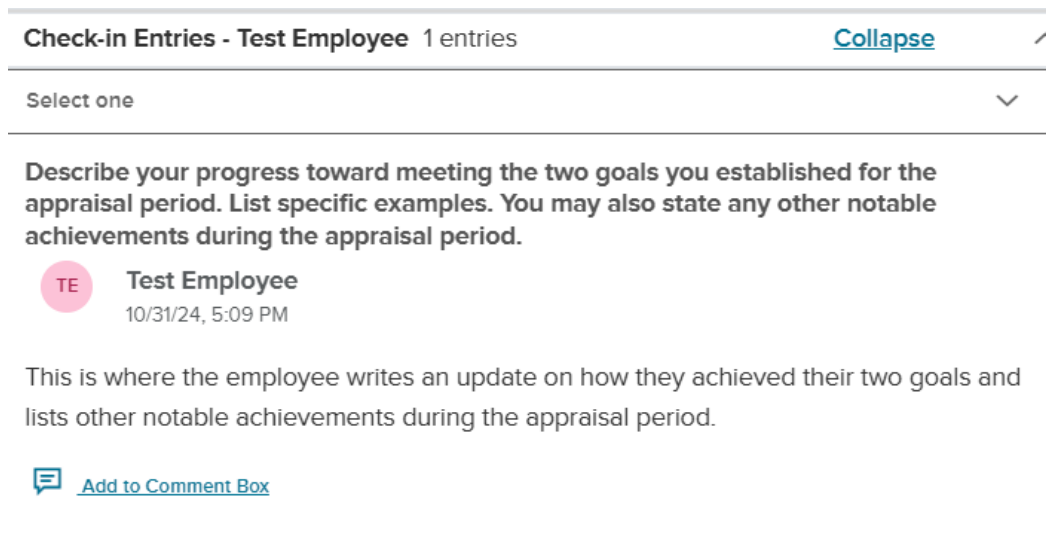 Check-in Entries - Test Employee 1 entries Collapse
Select one
Describe your progress toward meeting the two goals you established for the
appraisal period. List specific examples. You may also state any other notable
achievements during the appraisal period.
TE Test Employee
10/31/24, 5:09 PM
This is where the employee writes an update on how they achieved their two goals and
lists other notable achievements during the appraisal period.
Add to Comment Box